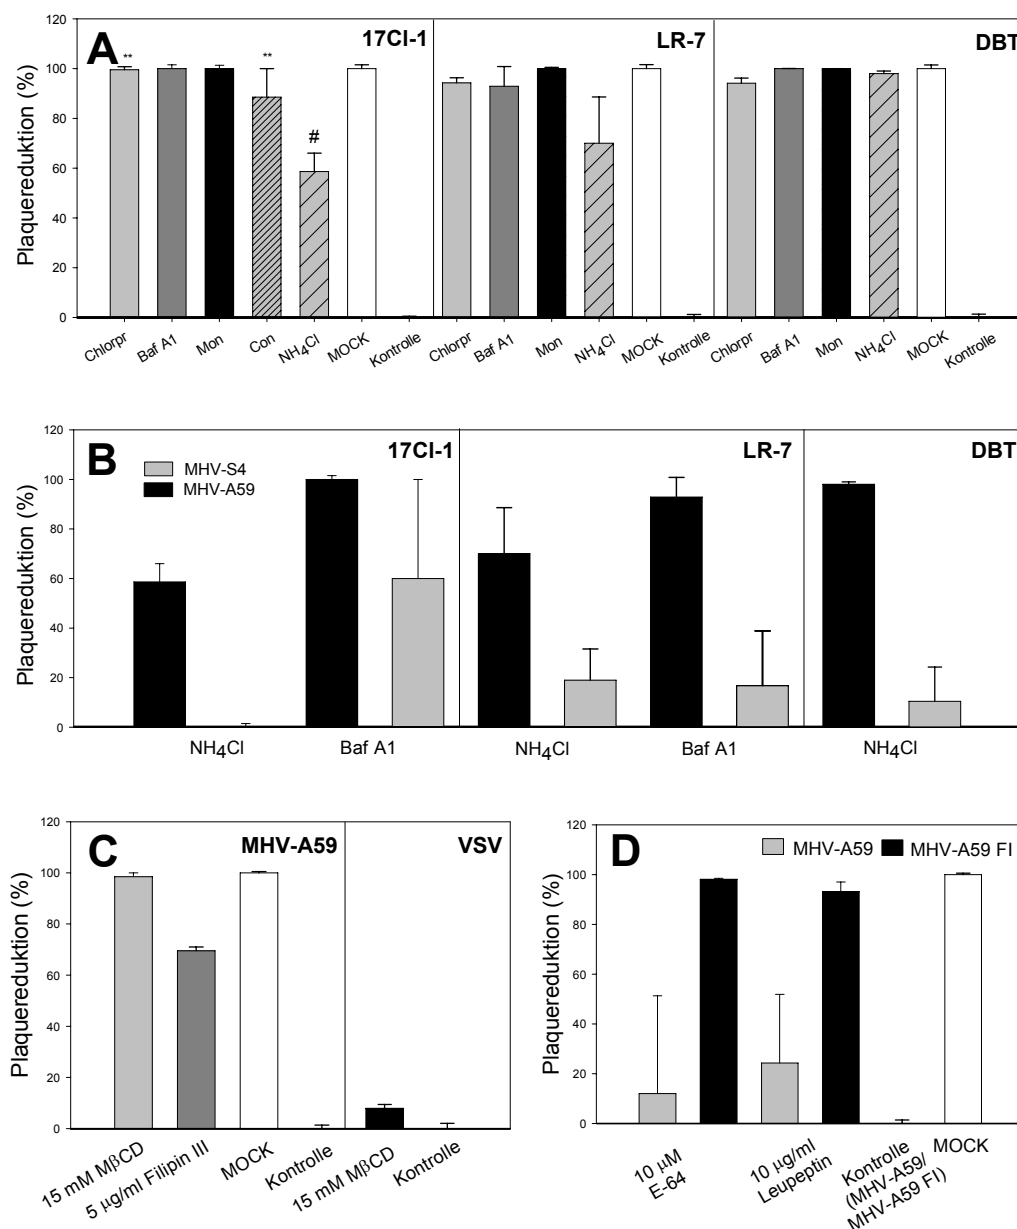 A
17Cl-1
LR-7
DBT
Plaquereduktion (%)
120
100
80
60
40
20
0
**
**
#
Chlorpr
Baf A1
Mon
Con
NH4Cl
MOCK
Kontrolle
Chlorpr
Baf A1
Mon
NH4Cl
MOCK
Kontrolle
Chlorpr
Baf A1
Mon
NH4Cl
MOCK
Kontrolle
B
17Cl-1
LR-7
DBT
MHV-S4
MHV-A59
Plaquereduktion (%)
120
100
80
60
40
20
0
NH4Cl
Baf A1
NH4Cl
Baf A1
NH4Cl
C
MHV-A59
VSV
Plaquereduktion (%)
120
100
80
60
40
20
0
15 mM MβCD
5 μg/ml Filipin III
MOCK
Kontrolle
15 mM MβCD
Kontrolle
D
MHV-A59
MHV-A59 FI
Plaquereduktion (%)
120
100
80
60
40
20
0
10 μM
E-64
10 μg/ml
Leupeptin
Kontrolle
(MHV-A59/
MHV-A59 FI)
MOCK